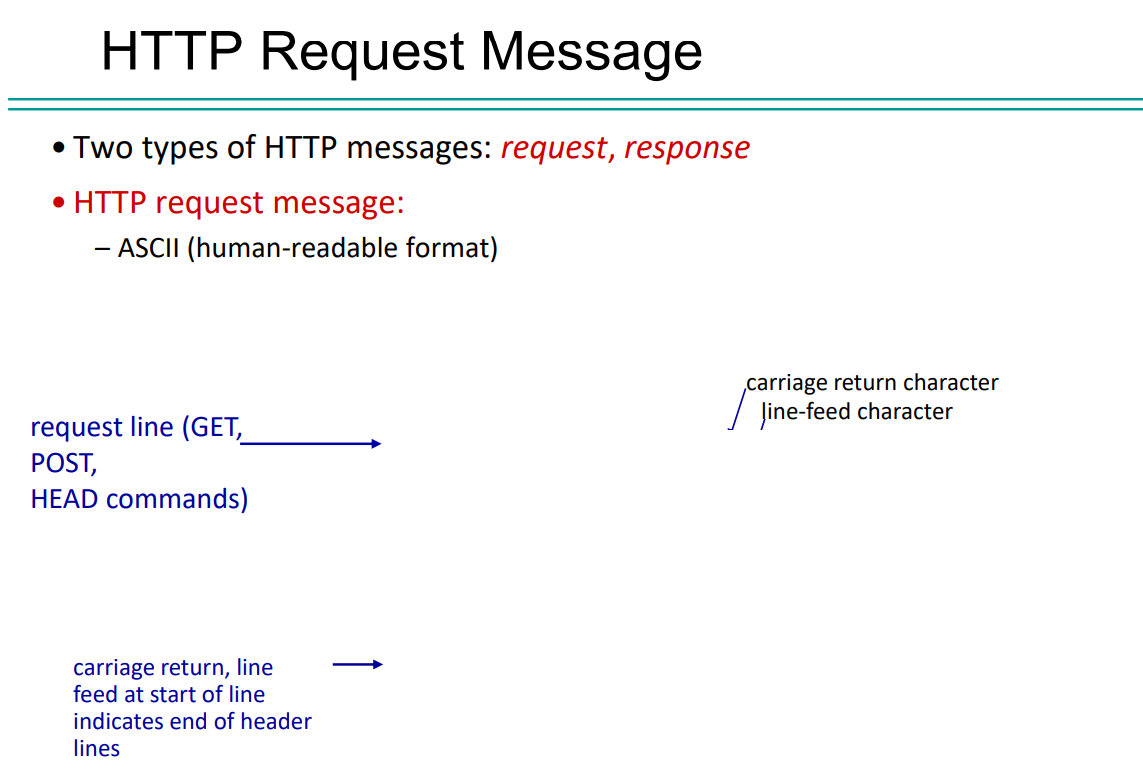 HTTP Request Message
• Two types of HTTP messages: request, response
• HTTP request message:
– ASCII (human-readable format)
carriage return character
line-feed character
request line (GET,
POST,
HEAD commands)
carriage return, line
feed at start of line
indicates end of header
lines